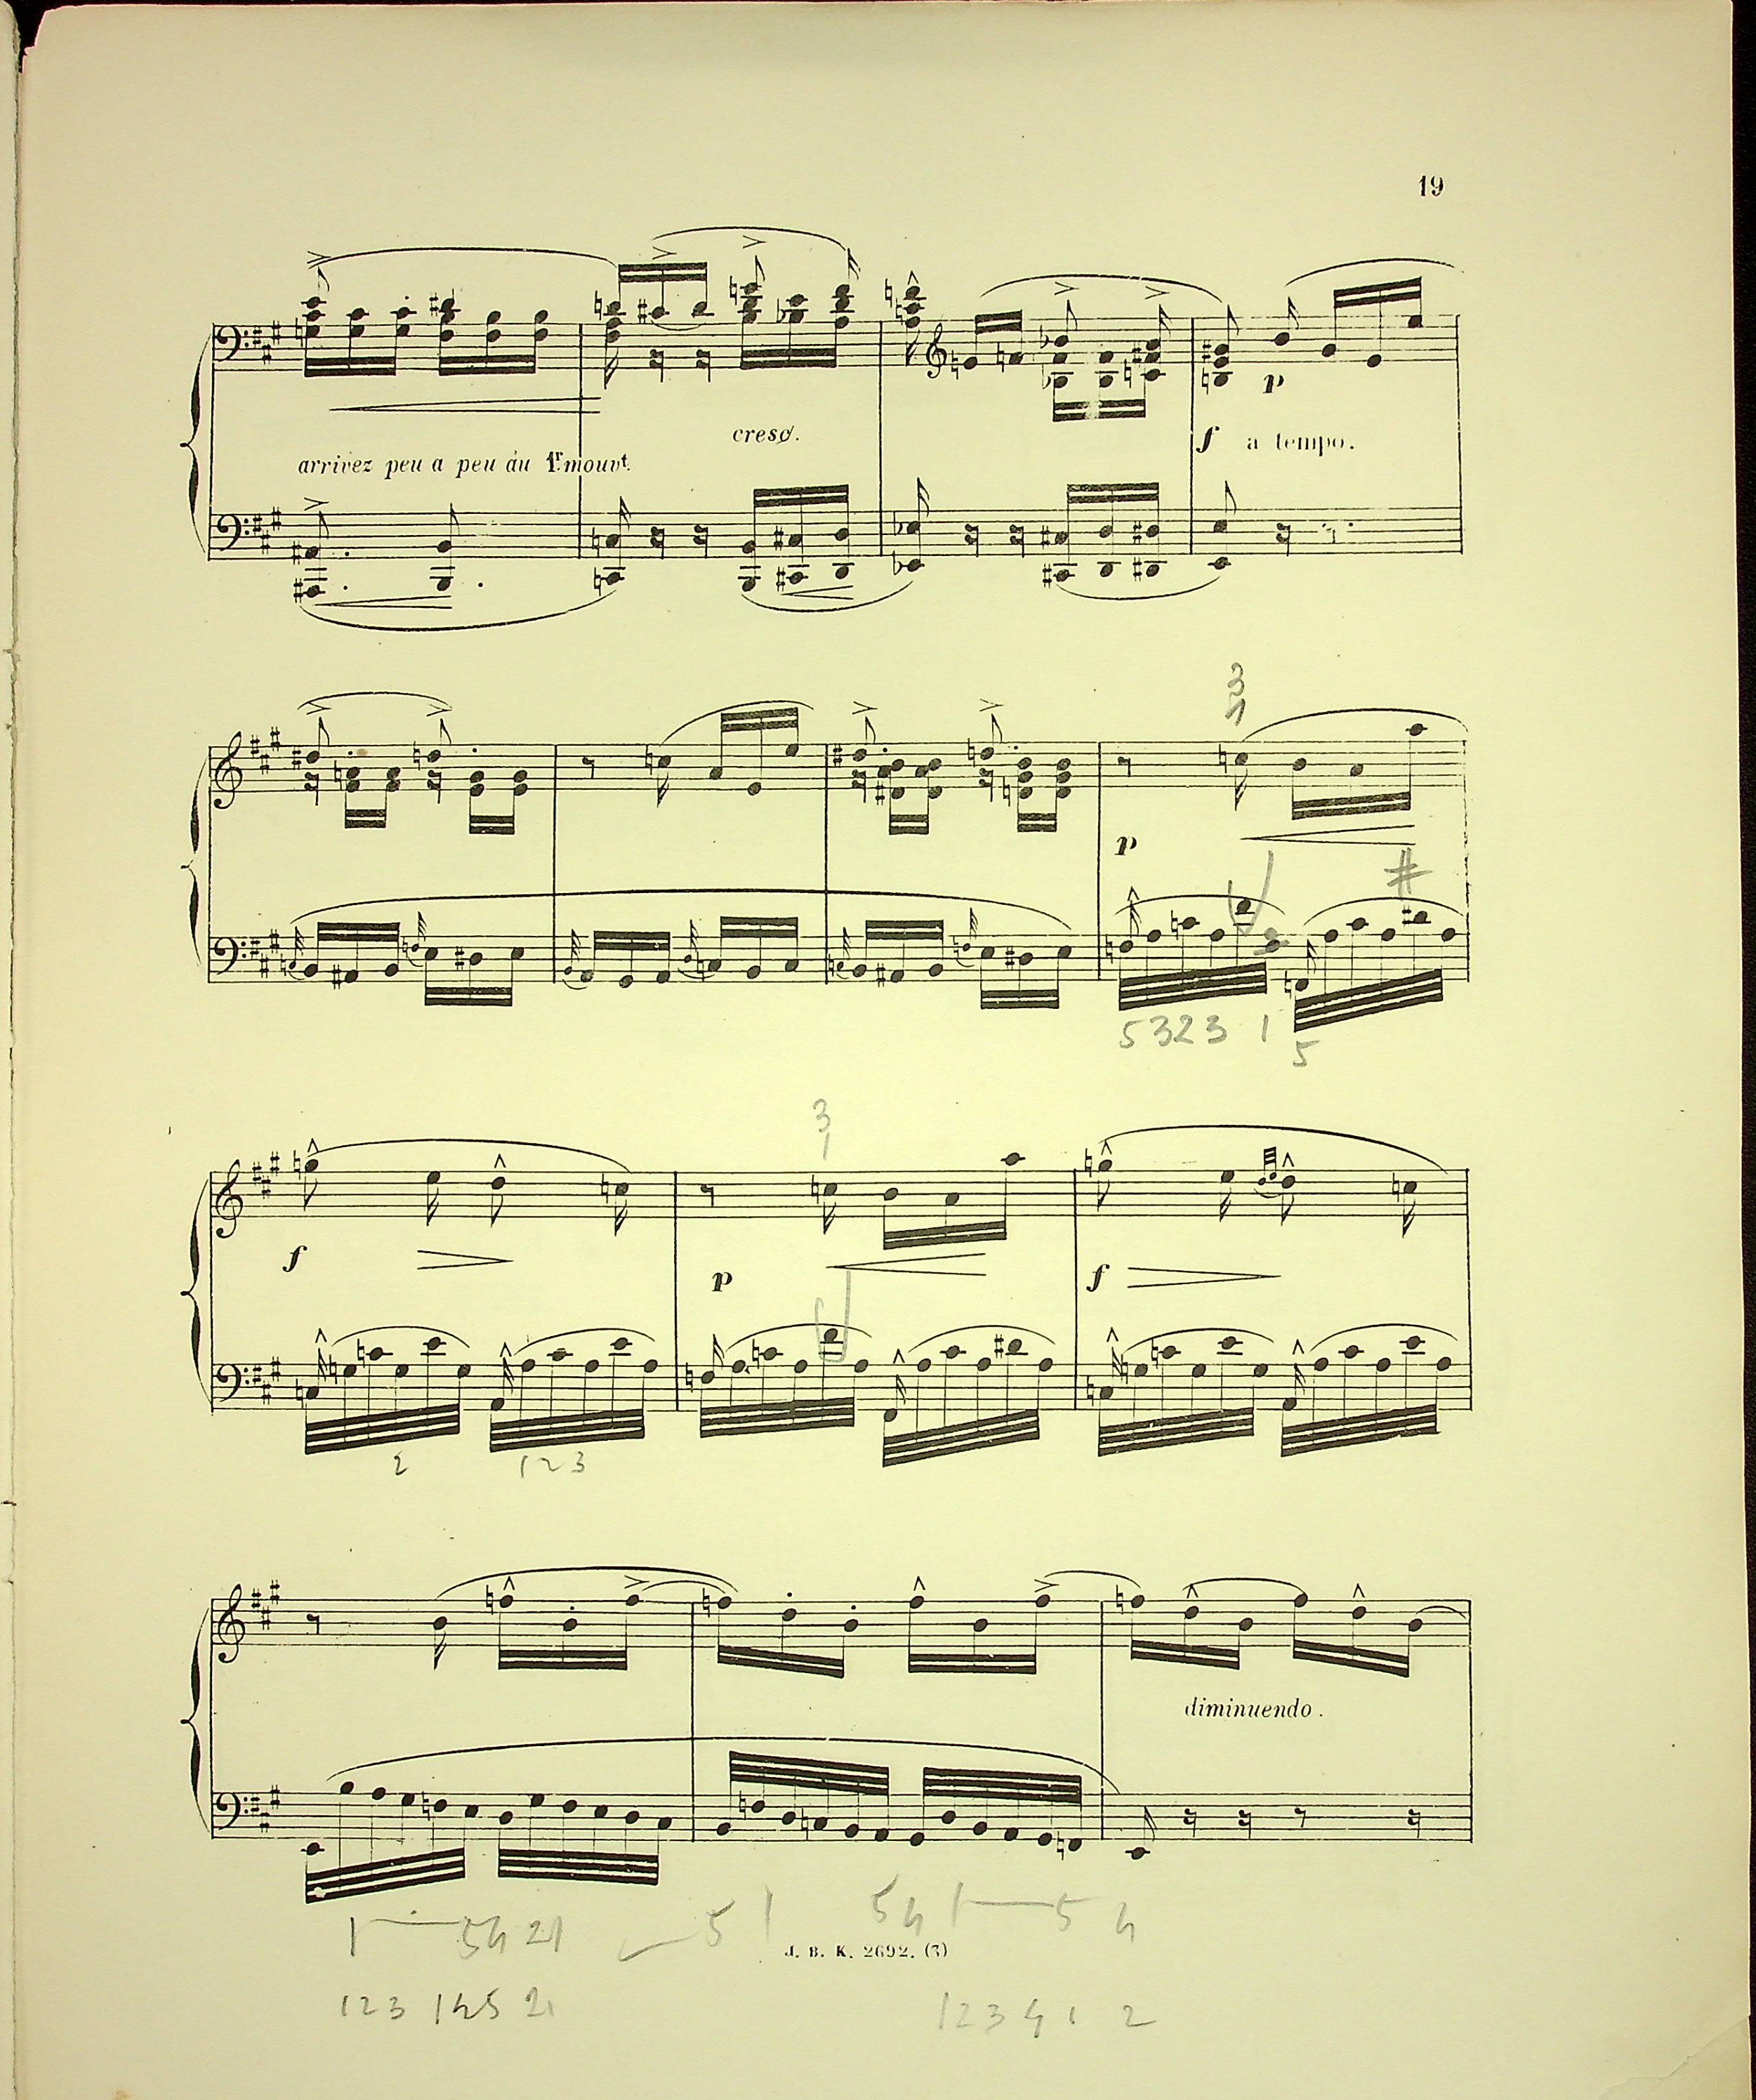 19
cresc.
f a tempo.
p
arrivez peu a peu au 1r. mouvt.
3
1
p
#
5 3 2 3 1
5
3
1
f
p
f
2
1 2 3
diminuendo.
1 5 4 2 1 5 1 5 4 1 5 4
J. B. K. 2692. (3)
1 2 3 1 4 5 2 1 1 2 3 4 1 2